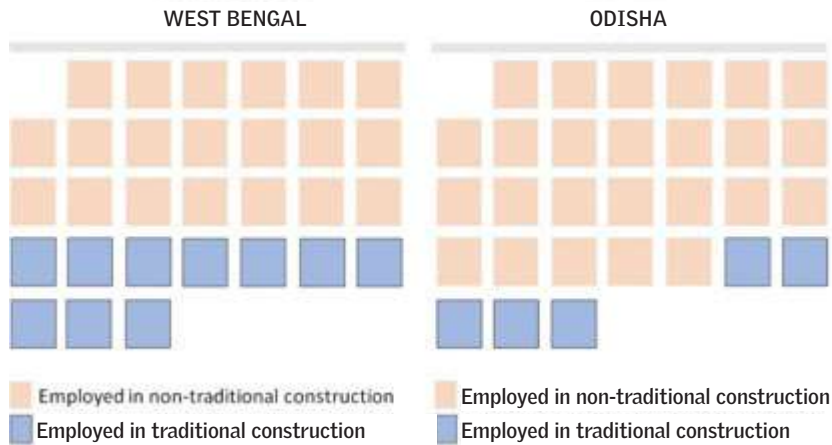 WEST BENGAL
ODISHA
Employed in non-traditional construction
Employed in traditional construction
Employed in non-traditional construction
Employed in traditional construction